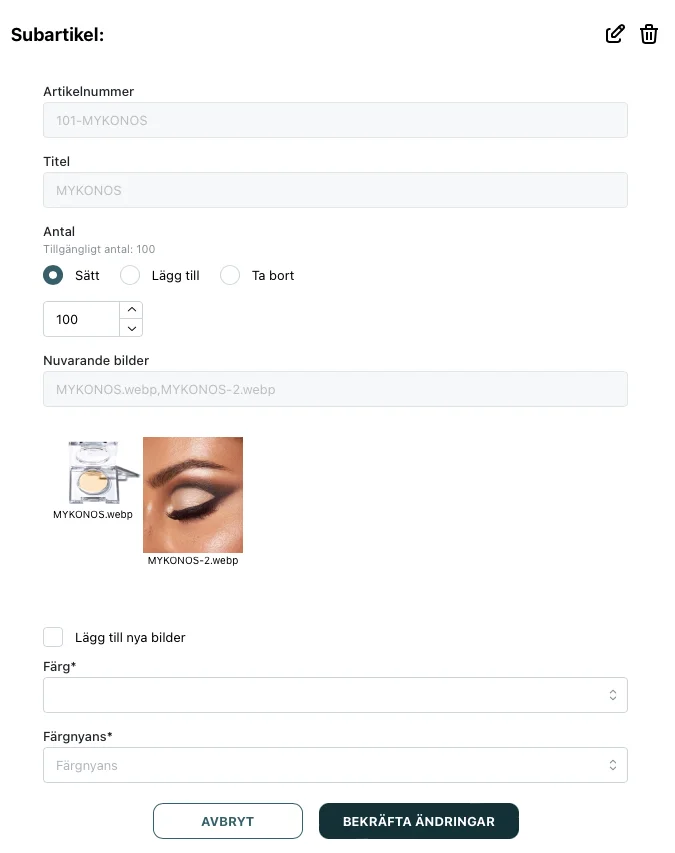 Subartikel:
Artikelnummer
101-MYKONOS
Titel
MYKONOS
Antal
Tillgängligt antal: 100
Sätt Lägg till Ta bort
100
Nuvarande bilder
MYKONOS.webp,MYKONOS-2.webp
MYKONOS.webp
MYKONOS-2.webp
Lägg till nya bilder
Färg*
Färgnyans*
Färgnyans
AVBRYT BEKRÄFTA ÄNDRINGAR